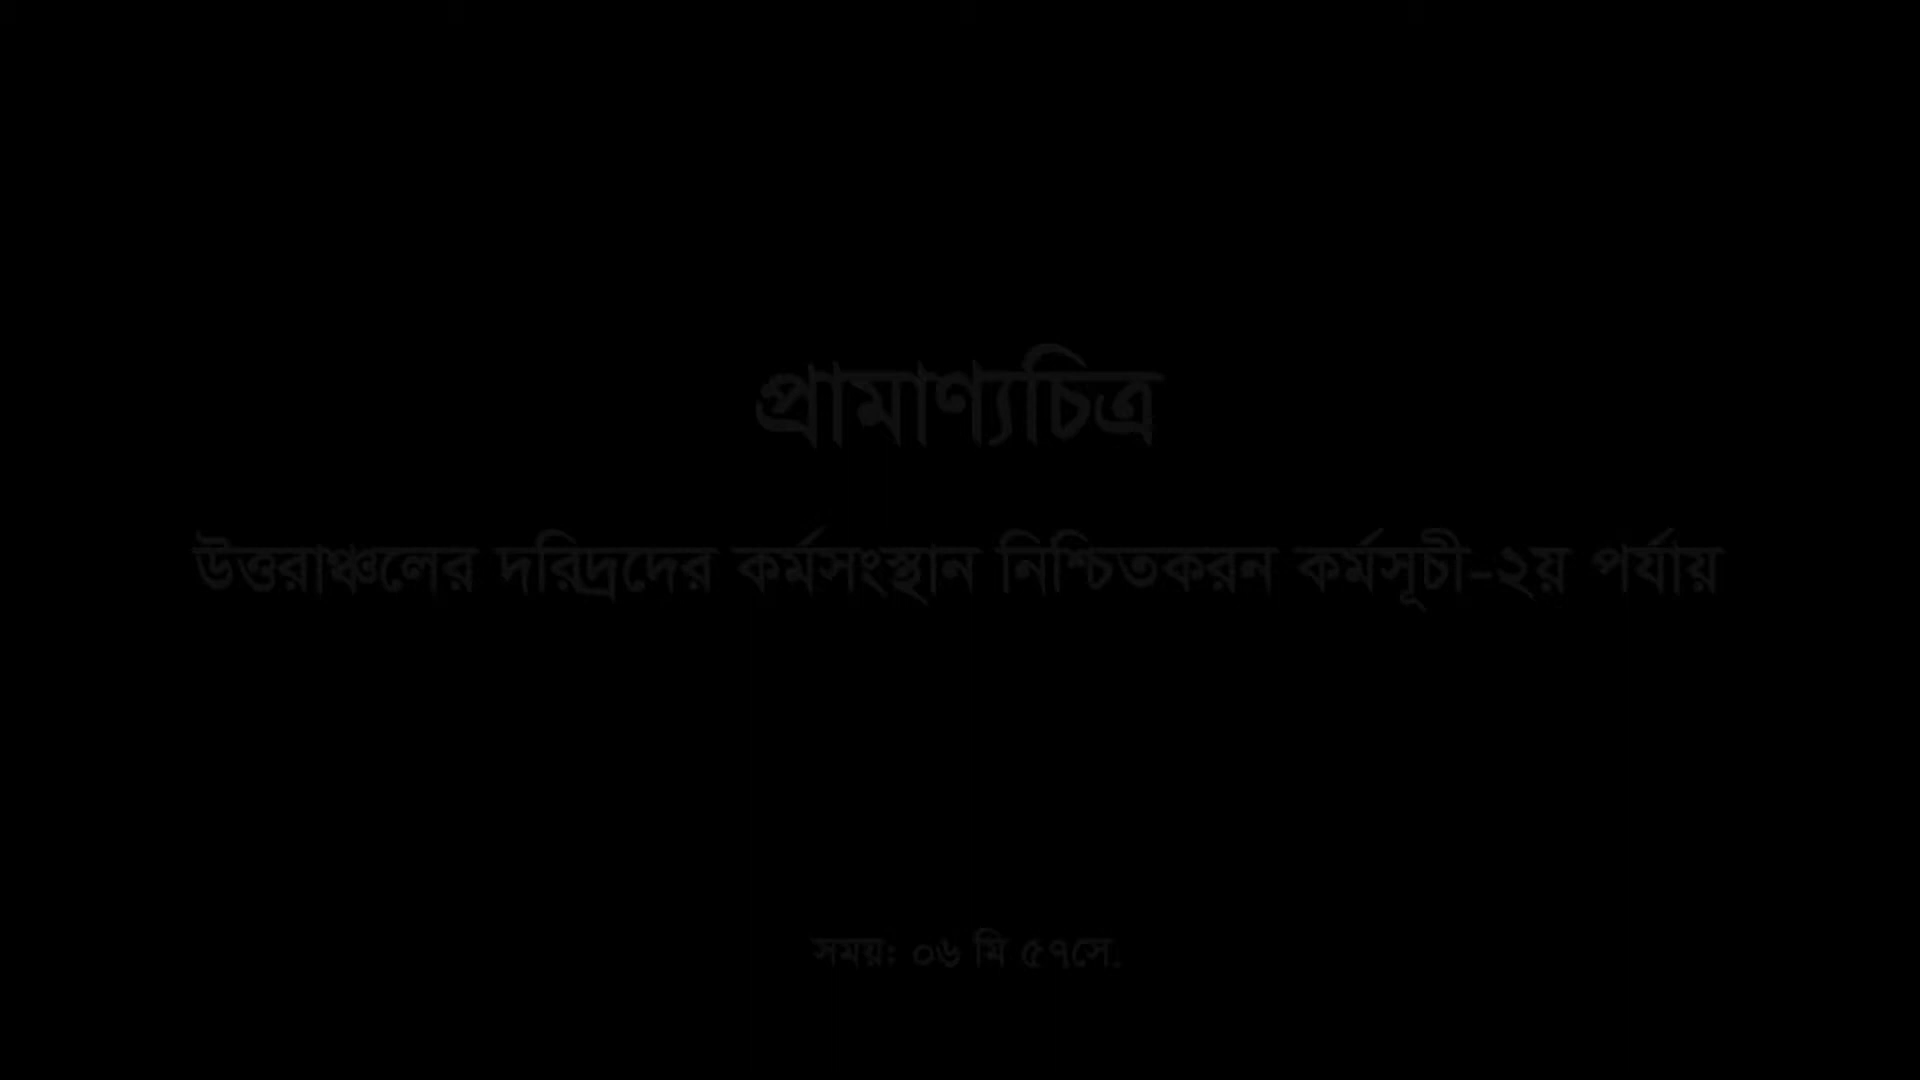 প্রামাণ্যচিত্র
উত্তরাঞ্চলের দরিদ্রদের কর্মসংস্থান নিশ্চিতকরন কর্মসূচী-২য় পর্যায়
সময়: ০৬ মি ৫৭সে.